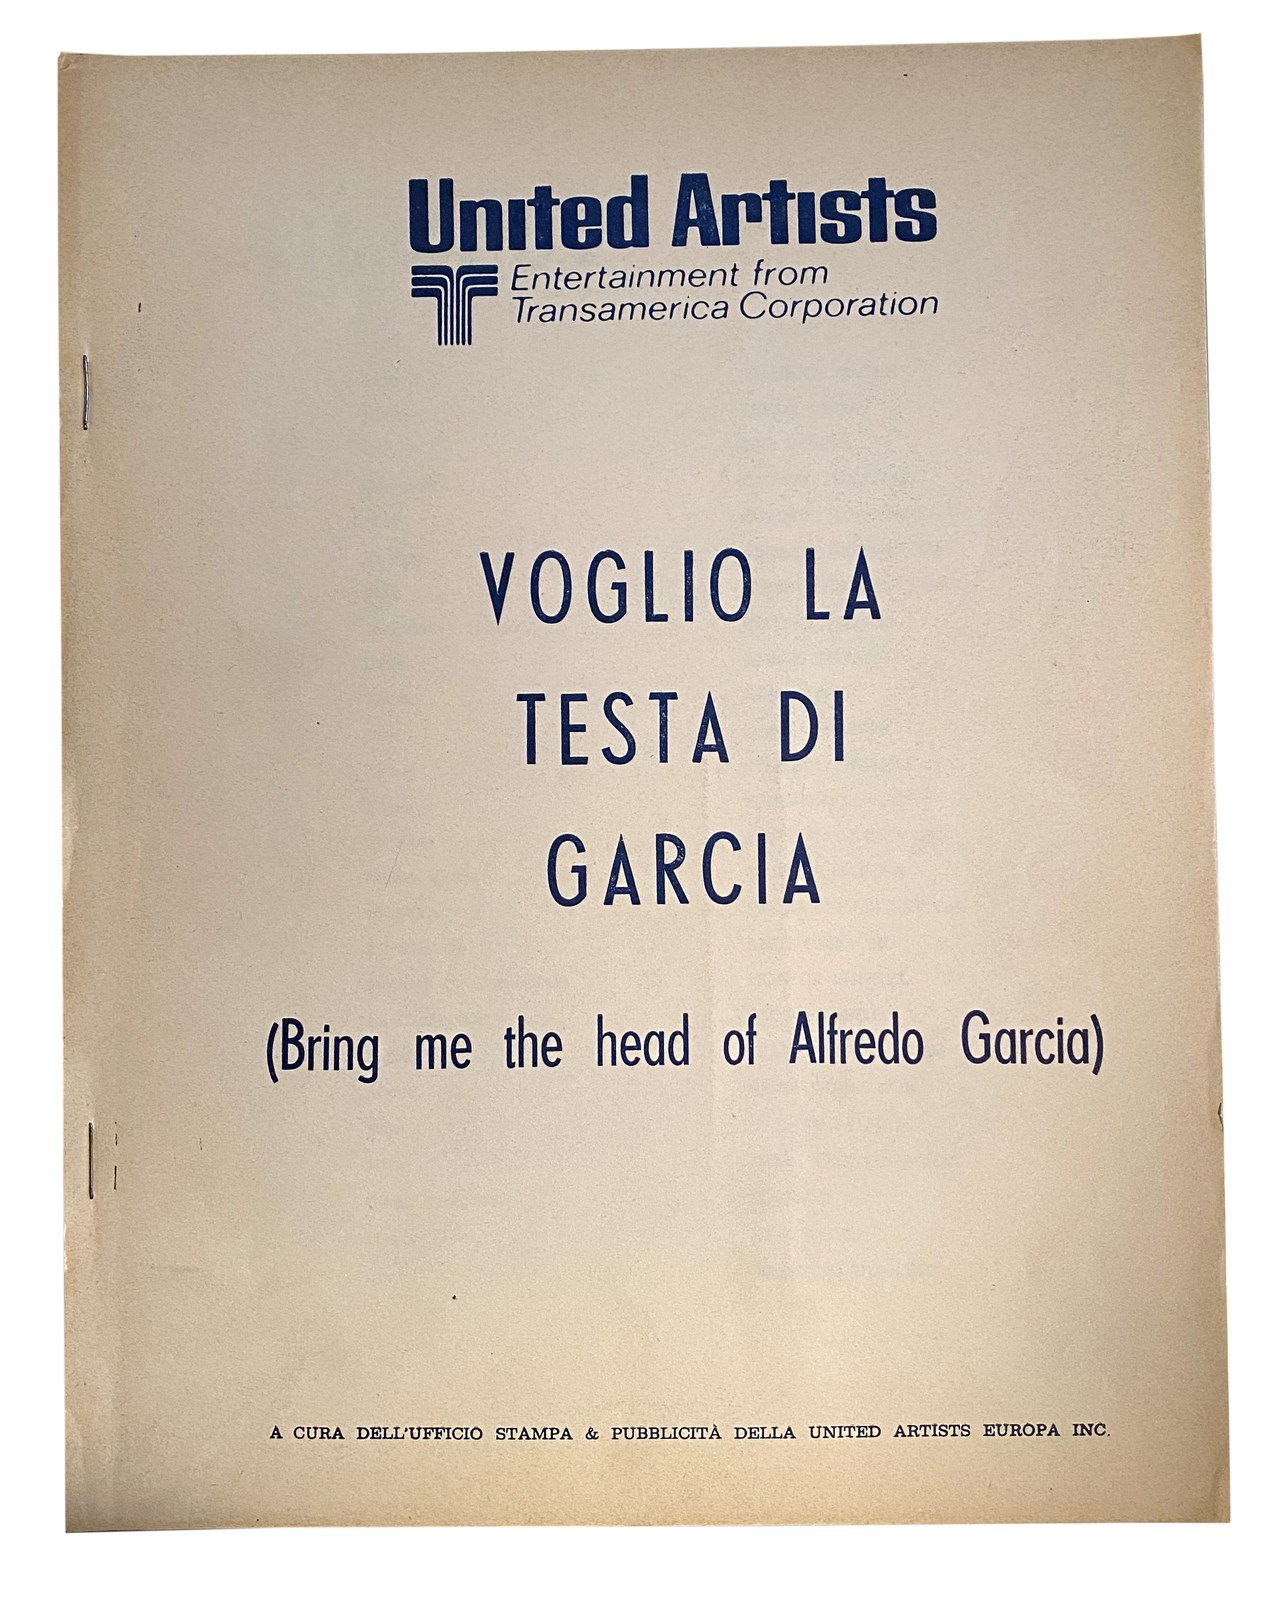 United Artists
Entertainment from
Transamerica Corporation
VOGLIO LA
TESTA DI
GARCIA
(Bring me the head of Alfredo Garcia)
A CURA DELL'UFFICIO STAMPA & PUBBLICITÀ DELLA UNITED ARTISTS EUROPA INC.